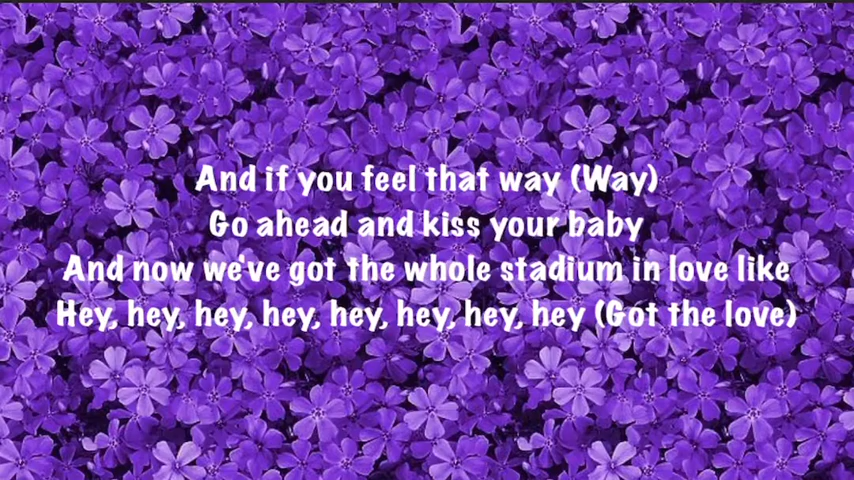 And if you feel that way (Way)
Go ahead and kiss your baby
And now we've got the whole stadium in love like
Hey, hey, hey, hey, hey, hey, hey, hey (Got the love)